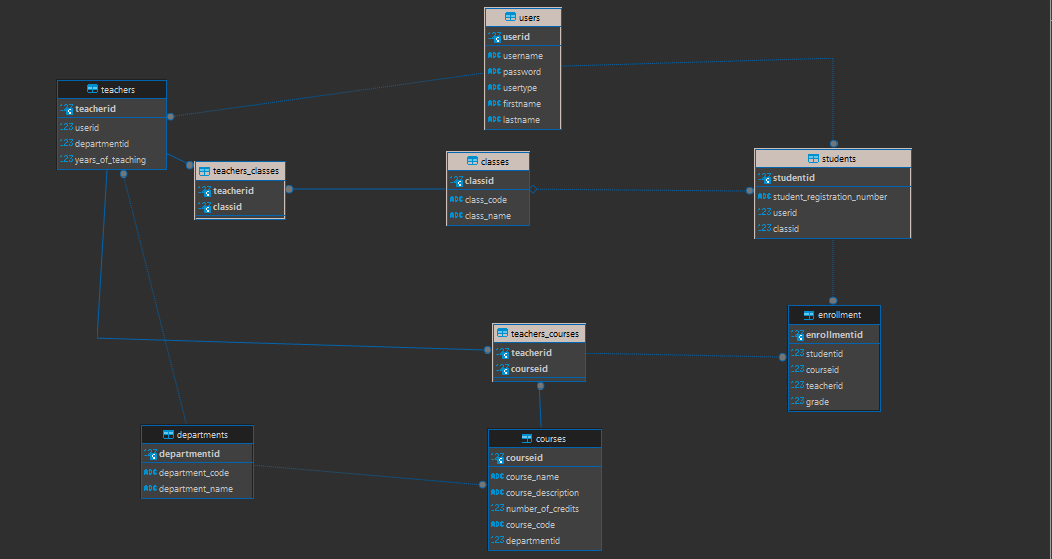 users
userid
username
password
usertype
firstname
lastname
teachers
teacherid
userid
departmentid
years_of_teaching
teachers_classes
teacherid
classid
classes
classid
class_code
class_name
students
studentid
student_registration_number
userid
classid
enrollment
enrollmentid
studentid
courseid
teacherid
grade
teachers_courses
teacherid
courseid
departments
departmentid
department_code
department_name
courses
courseid
course_name
course_description
number_of_credits
course_code
departmentid